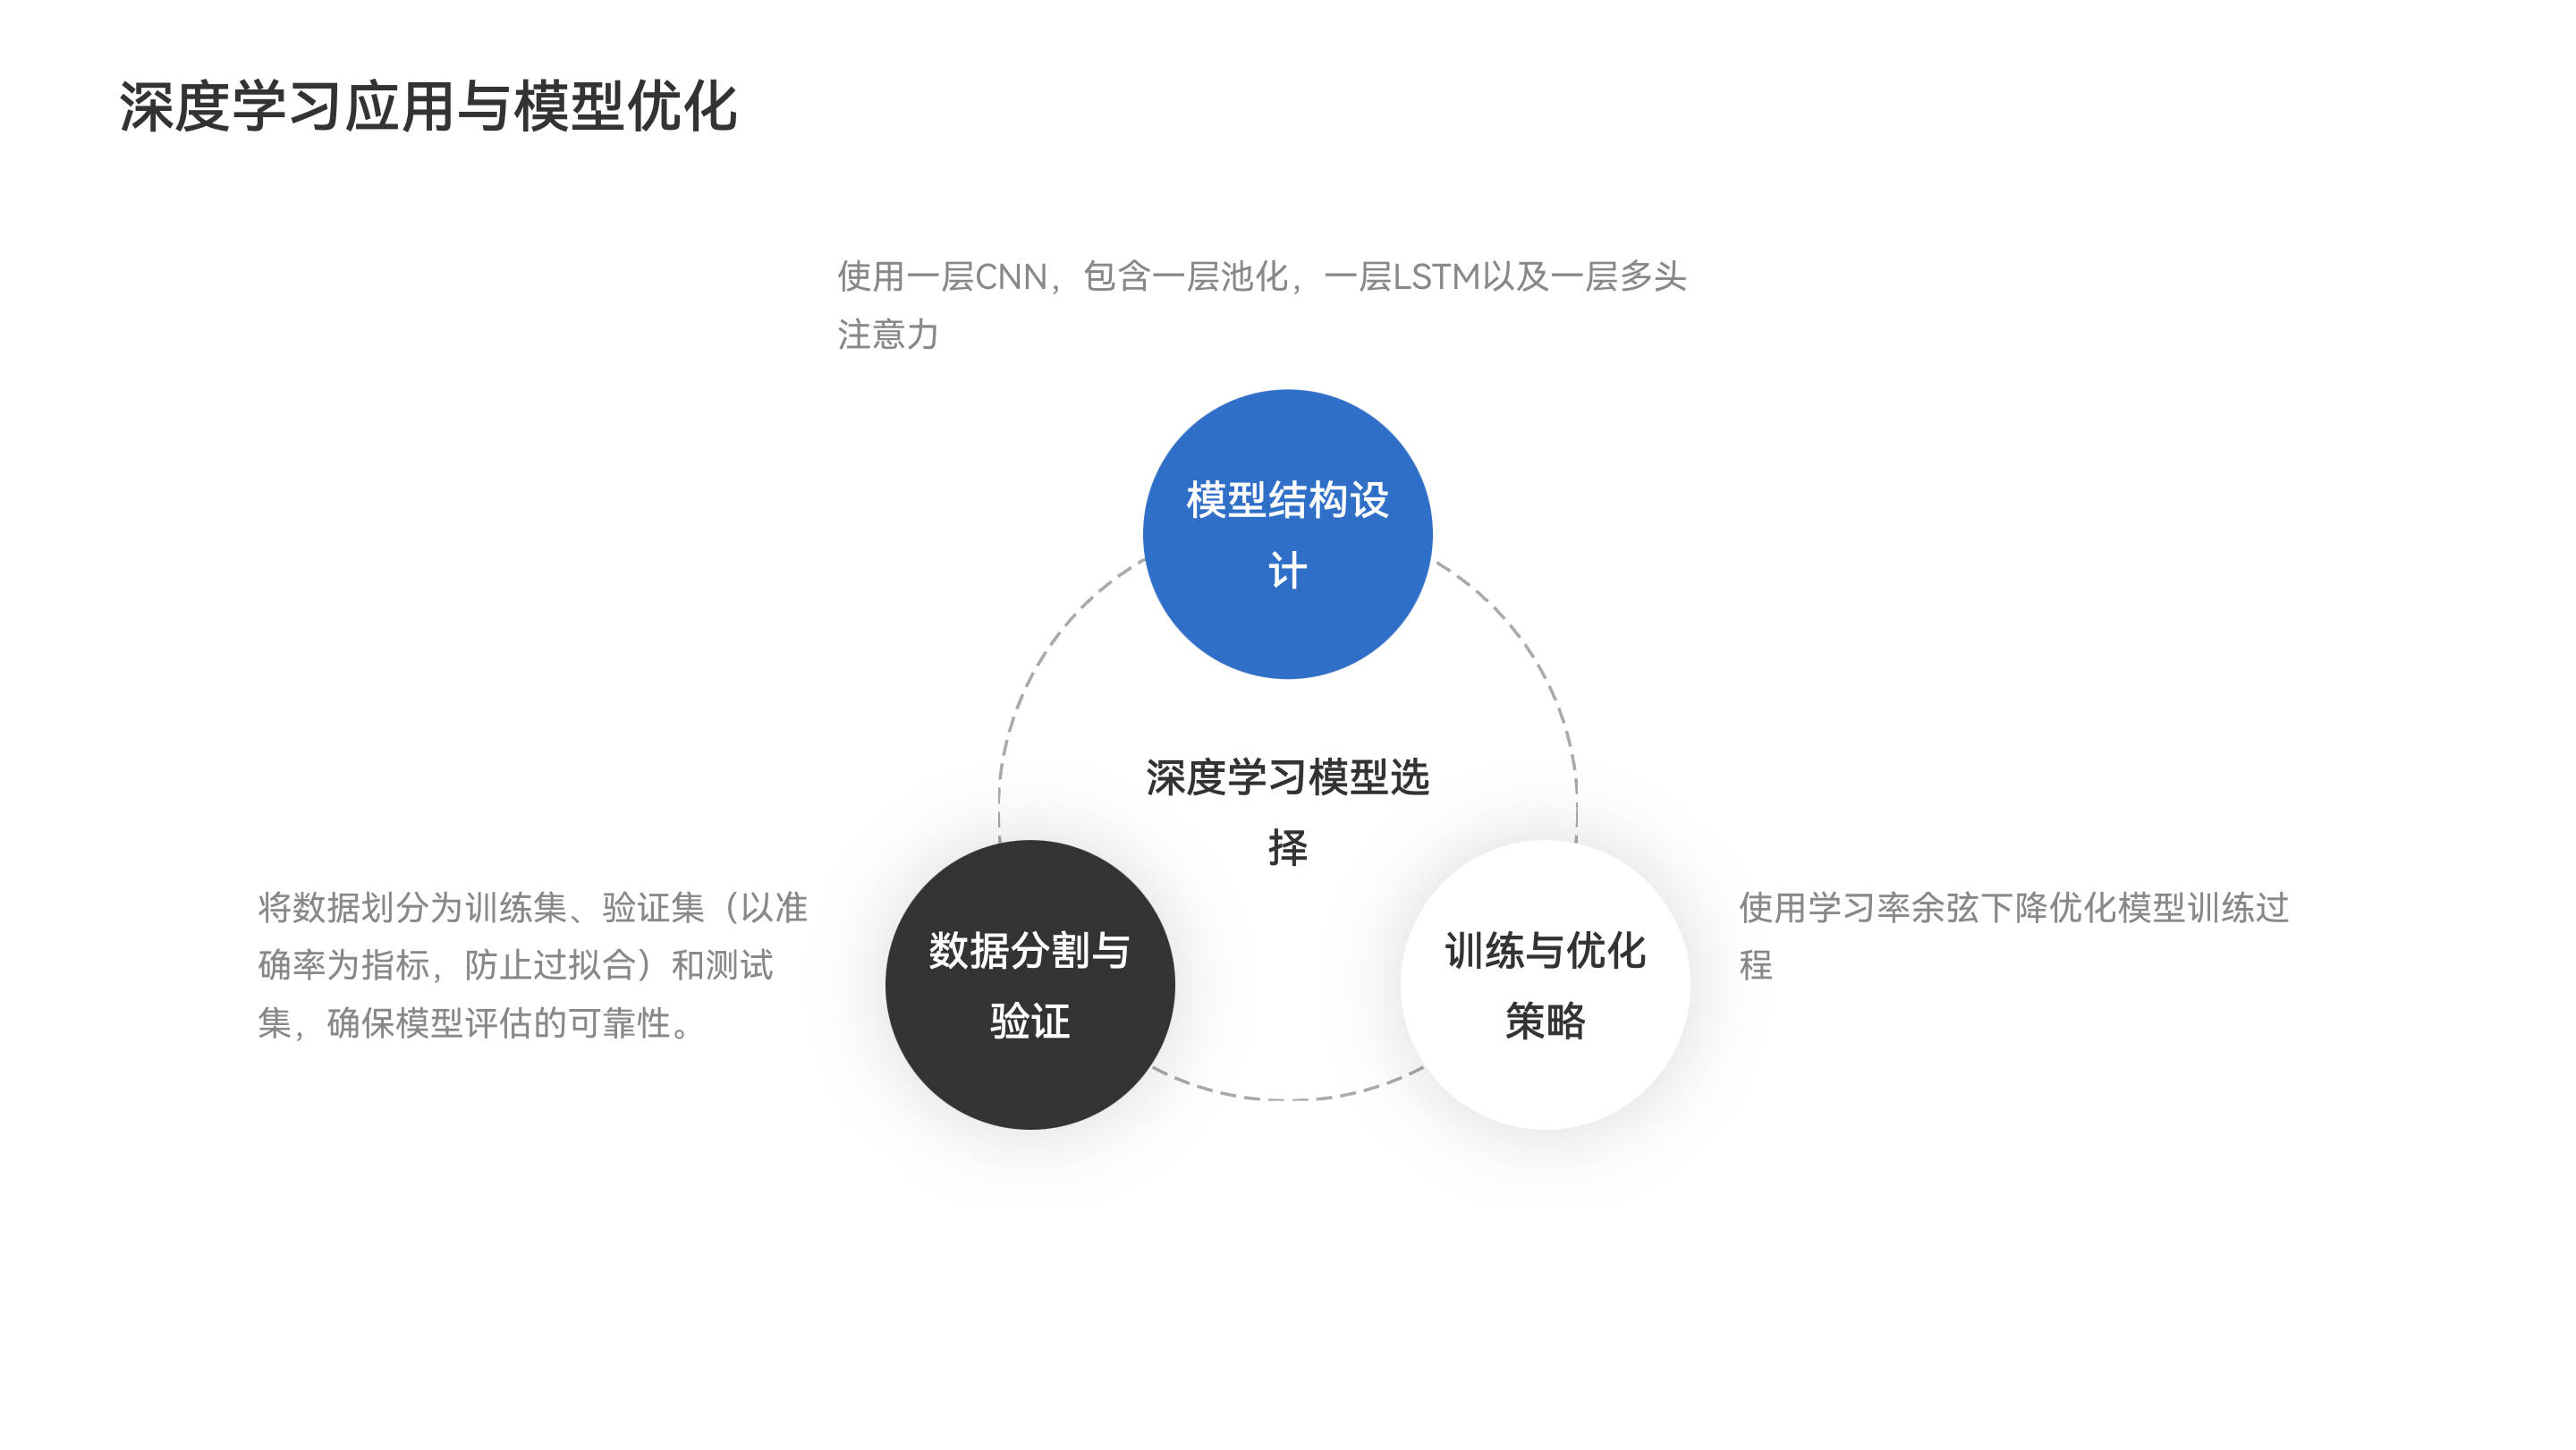 深度学习应用与模型优化
使用一层CNN，包含一层池化，一层LSTM以及一层多头
注意力
模型结构设
计
深度学习模型选
择
将数据划分为训练集、验证集（以准
确率为指标，防止过拟合）和测试
集，确保模型评估的可靠性。
数据分割与
验证
训练与优化
策略
使用学习率余弦下降优化模型训练过
程